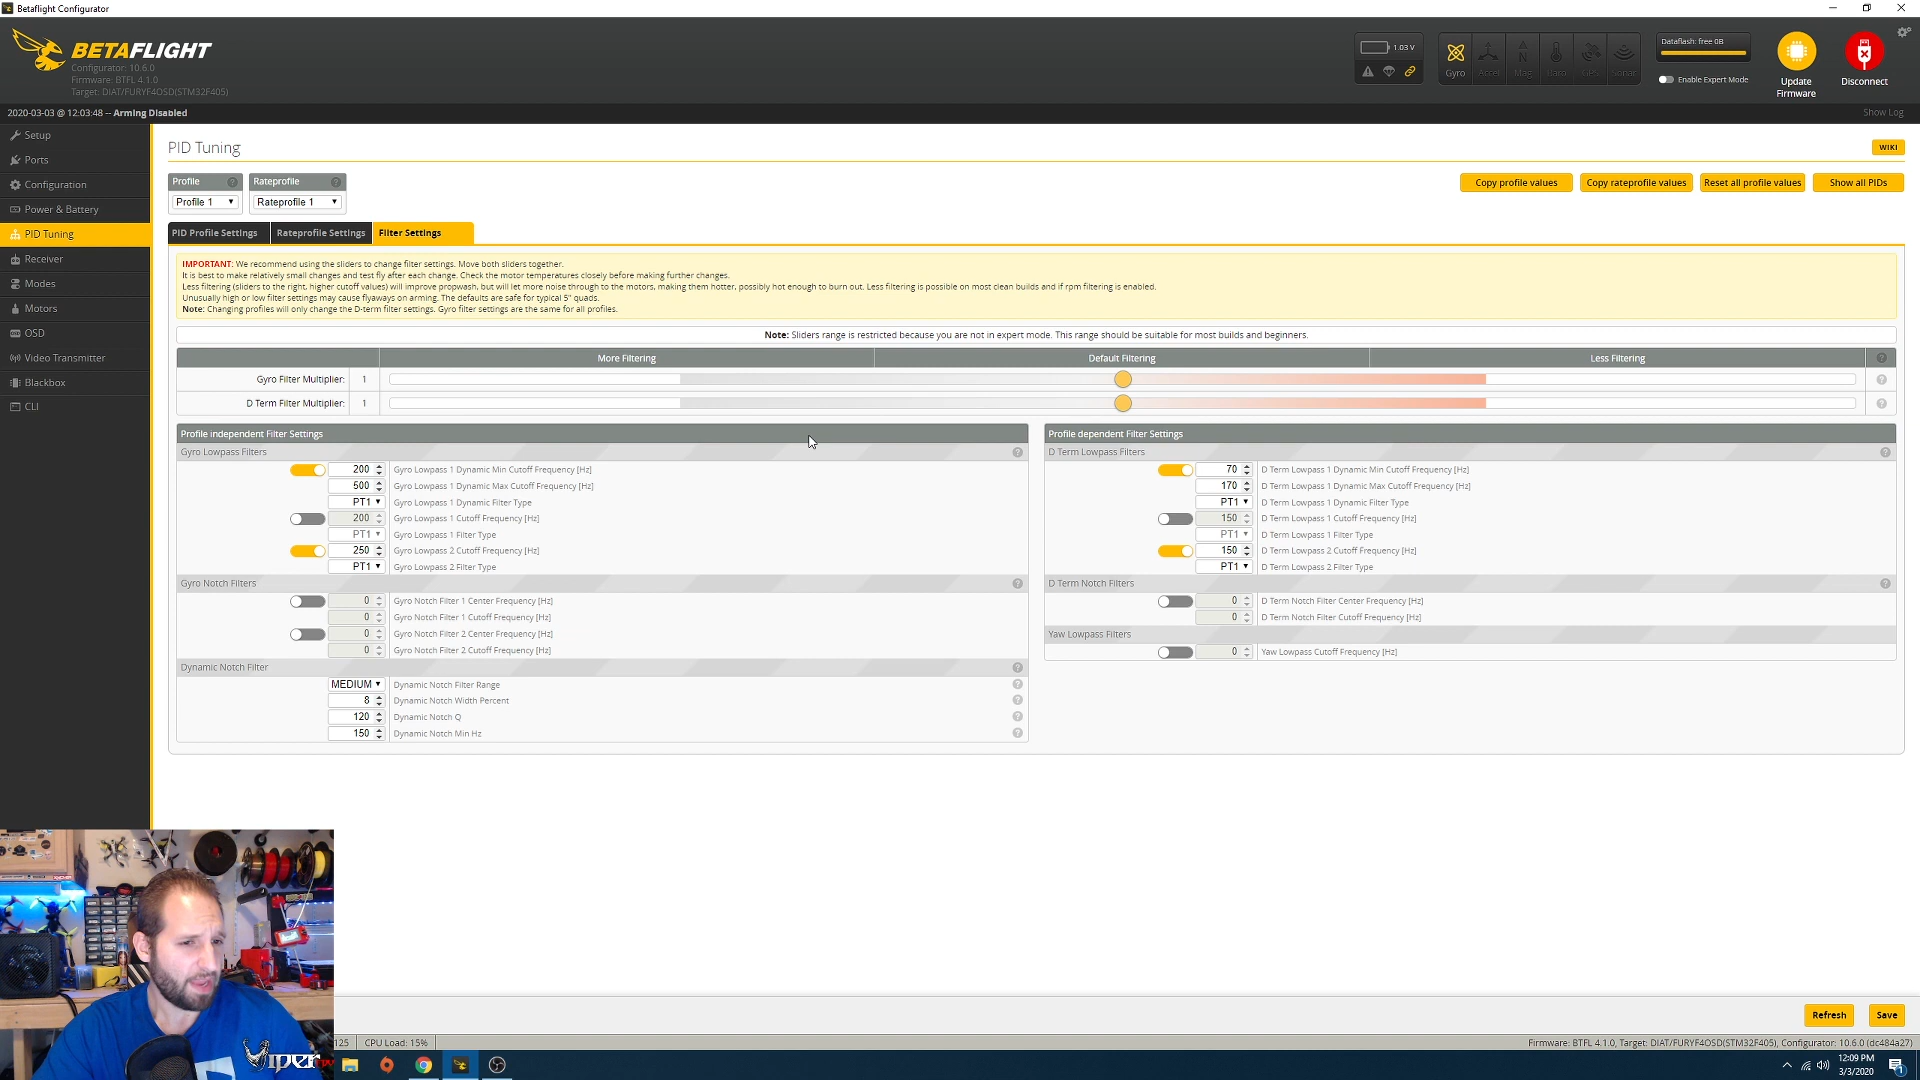 Betaflight Configurator
BETAFLIGHT
Configurator: 10.6.0
Firmware: BTFL 4.1.0
Target: DIAT/FURYF4OSD(STM32F405)
1.03 V
Gyro
Accel
Mag
Baro
GPS
Sonar
Dataflash: free 0B
Enable Expert Mode
Update
Firmware
Disconnect
2020-03-03 @ 12:03:48 -- Arming Disabled
Show Log
Setup
Ports
Configuration
Power & Battery
PID Tuning
Receiver
Modes
Motors
OSD
Video Transmitter
Blackbox
CLI
PID Tuning
WIKI
Profile
Rateprofile
Profile 1
Rateprofile 1
Copy profile values
Copy rateprofile values
Reset all profile values
Show all PIDs
PID Profile Settings
Rateprofile Settings
Filter Settings
IMPORTANT: We recommend using the sliders to change filter settings. Move both sliders together.
It is best to make relatively small changes and test fly after each change. Check the motor temperatures closely before making further changes.
Less filtering (sliders to the right, higher cutoff values) will improve propwash, but will let more noise through to the motors, making them hotter, possibly hot enough to burn out. Less filtering is possible on most clean builds and if rpm filtering is enabled.
Unusually high or low filter settings may cause flyaways on arming. The defaults are safe for typical 5" quads.
Note: Changing profiles will only change the D-term filter settings. Gyro filter settings are the same for all profiles.
Note: Sliders range is restricted because you are not in expert mode. This range should be suitable for most builds and beginners.
More Filtering
Default Filtering
Less Filtering
Gyro Filter Multiplier: 1
D Term Filter Multiplier: 1
Profile independent Filter Settings
Gyro Lowpass Filters
200 Gyro Lowpass 1 Dynamic Min Cutoff Frequency [Hz]
500 Gyro Lowpass 1 Dynamic Max Cutoff Frequency [Hz]
PT1 Gyro Lowpass 1 Dynamic Filter Type
200 Gyro Lowpass 1 Cutoff Frequency [Hz]
PT1 Gyro Lowpass 1 Filter Type
250 Gyro Lowpass 2 Cutoff Frequency [Hz]
PT1 Gyro Lowpass 2 Filter Type
Gyro Notch Filters
0 Gyro Notch Filter 1 Center Frequency [Hz]
0 Gyro Notch Filter 1 Cutoff Frequency [Hz]
0 Gyro Notch Filter 2 Center Frequency [Hz]
0 Gyro Notch Filter 2 Cutoff Frequency [Hz]
Dynamic Notch Filter
MEDIUM Dynamic Notch Filter Range
8 Dynamic Notch Width Percent
120 Dynamic Notch Q
150 Dynamic Notch Min Hz
Profile dependent Filter Settings
D Term Lowpass Filters
70 D Term Lowpass 1 Dynamic Min Cutoff Frequency [Hz]
170 D Term Lowpass 1 Dynamic Max Cutoff Frequency [Hz]
PT1 D Term Lowpass 1 Dynamic Filter Type
150 D Term Lowpass 1 Cutoff Frequency [Hz]
PT1 D Term Lowpass 1 Filter Type
150 D Term Lowpass 2 Cutoff Frequency [Hz]
PT1 D Term Lowpass 2 Filter Type
D Term Notch Filters
0 D Term Notch Filter Center Frequency [Hz]
0 D Term Notch Filter Cutoff Frequency [Hz]
Yaw Lowpass Filters
0 Yaw Lowpass Cutoff Frequency [Hz]
Refresh
Save
125
CPU Load: 15%
Firmware: BTFL 4.1.0, Target: DIAT/FURYF4OSD(STM32F405), Configurator: 10.6.0 (dc484a27)
VIPER
12:09 PM
3/3/2020
1